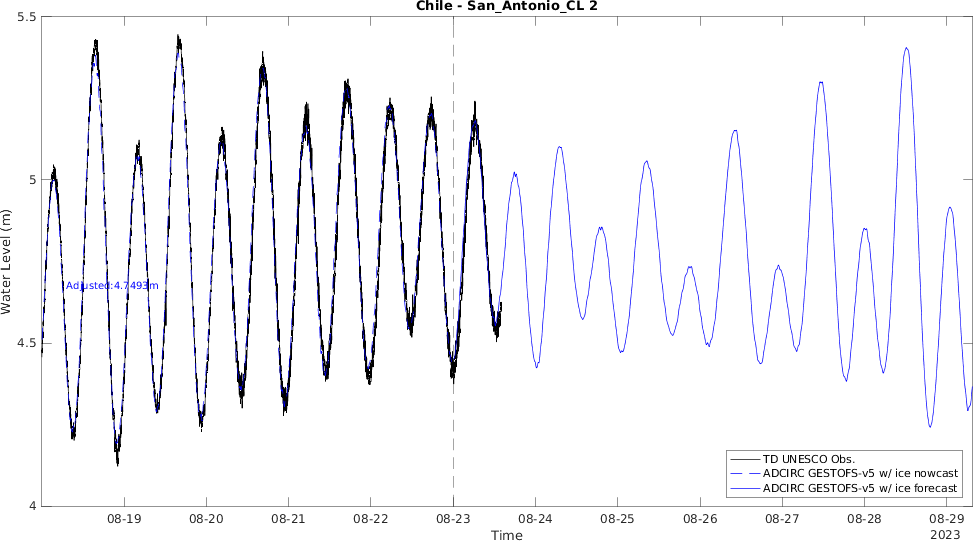 Chile - San_Antonio_CL 2
5.5
5
4.5
4
Water Level (m)
Adjusted:4.7493m
TD UNESCO Obs.
ADCIRC GESTOFS-v5 w/ ice nowcast
ADCIRC GESTOFS-v5 w/ ice forecast
08-19 08-20 08-21 08-22 08-23 08-24 08-25 08-26 08-27 08-28 08-29
2023
Time